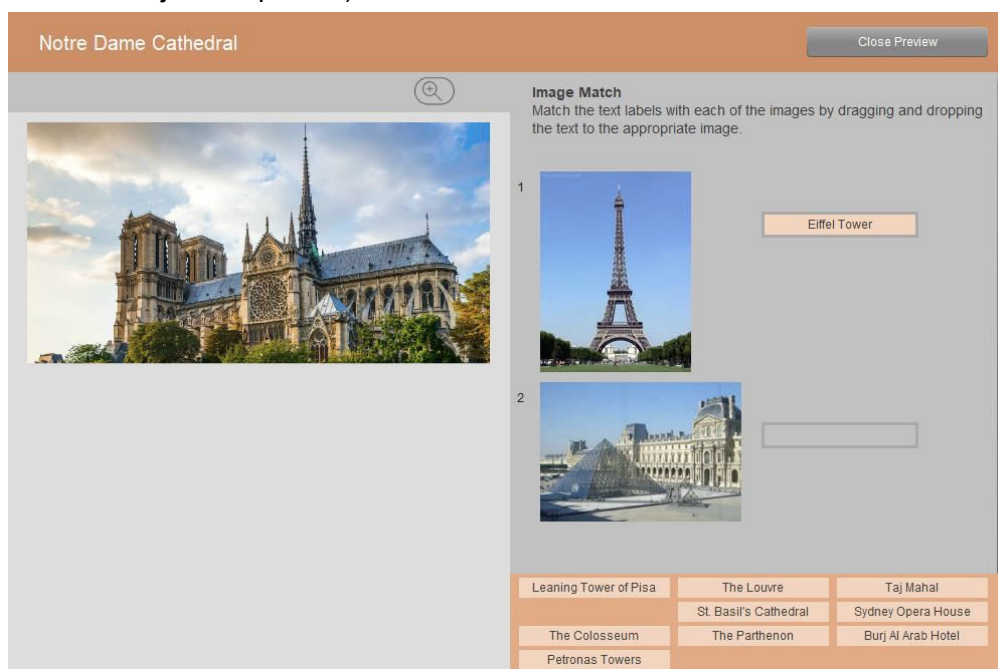 Notre Dame Cathedral
Close Preview
Image Match
Match the text labels with each of the images by dragging and dropping
the text to the appropriate image.
1
Eiffel Tower
2
Leaning Tower of Pisa
The Louvre
Taj Mahal
St. Basil's Cathedral
Sydney Opera House
The Colosseum
The Parthenon
Burj Al Arab Hotel
Petronas Towers